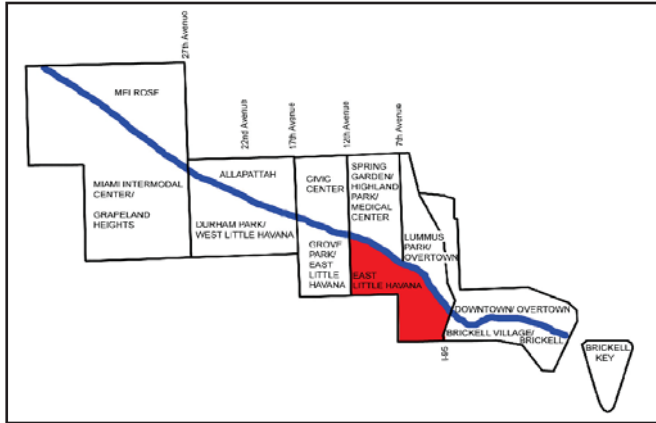 27th Avenue
22nd Avenue
17th Avenue
12th Avenue
7th Avenue
MELROSE
MIAMI INTERMODAL
CENTER/
GRAPELAND
HEIGHTS
ALLAPATTAH
DURHAM PARK/
WEST LITTLE HAVANA
CIVIC
CENTER
GROVE
PARK/
EAST
LITTLE
HAVANA
SPRING
GARDEN/
HIGHLAND
PARK/
MEDICAL
CENTER
EAST
LITTLE HAVANA
LUMMUS
PARK/
OVERTOWN
I-95
DOWNTOWN/ OVERTOWN
BRICKELL VILLAGE/
BRICKELL
BRICKELL
KEY